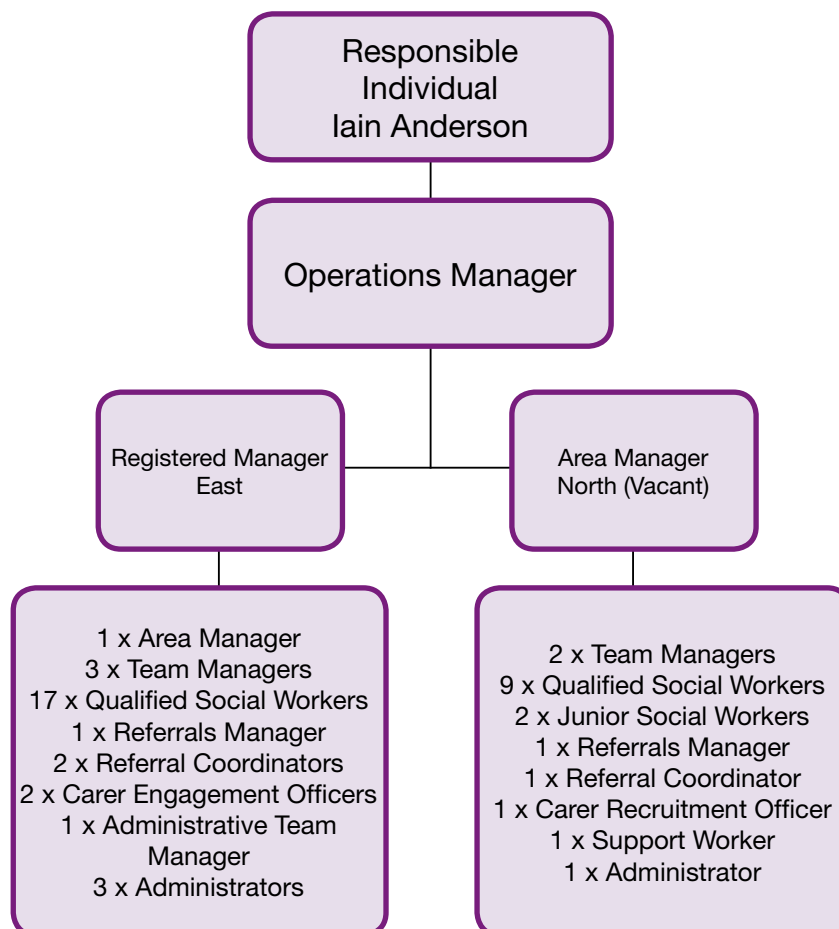 Responsible
Individual
Iain Anderson
Operations Manager
Registered Manager
East
Area Manager
North (Vacant)
1 x Area Manager
3 x Team Managers
17 x Qualified Social Workers
1 x Referrals Manager
2 x Referral Coordinators
2 x Carer Engagement Officers
1 x Administrative Team
Manager
3 x Administrators
2 x Team Managers
9 x Qualified Social Workers
2 x Junior Social Workers
1 x Referrals Manager
1 x Referral Coordinator
1 x Carer Recruitment Officer
1 x Support Worker
1 x Administrator